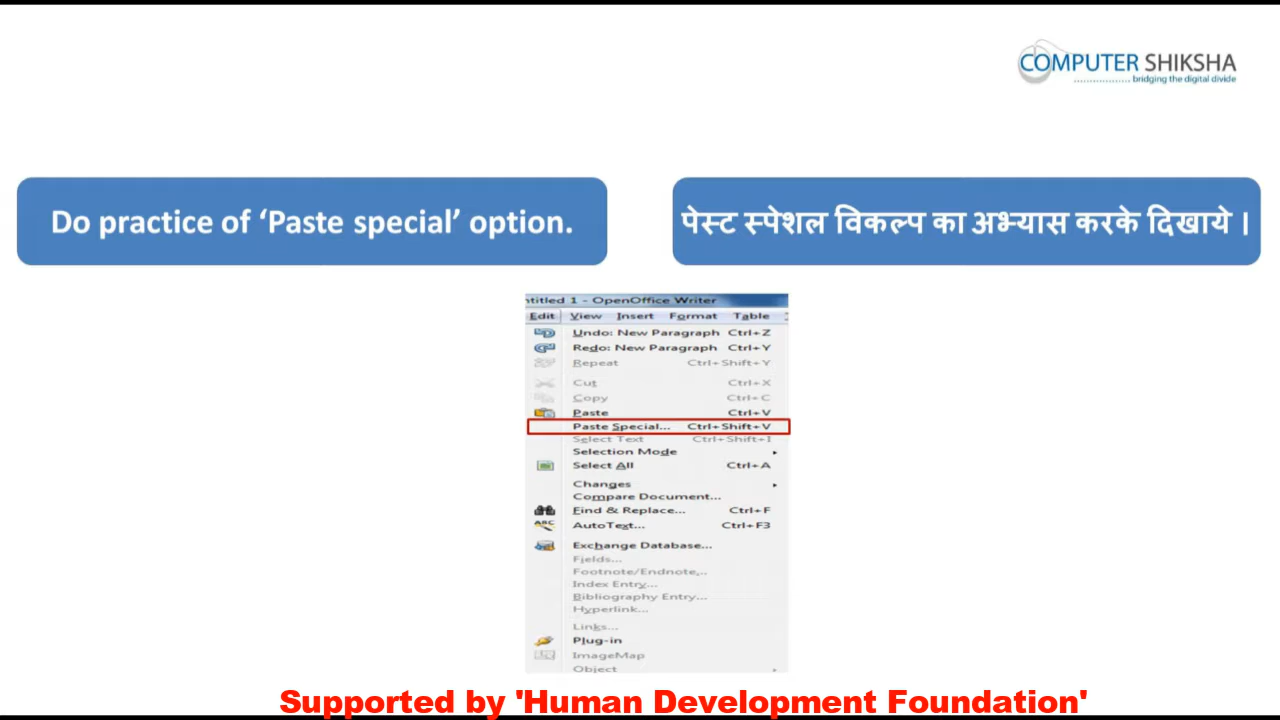 COMPUTER SHIKSHA
bridging the digital divide
Do practice of ‘Paste special’ option.
पेस्ट स्पेशल विकल्प का अभ्यास करके दिखाये ।
ntitled 1 - OpenOffice Writer
Edit View Insert Format Table
Undo: New Paragraph Ctrl+Z
Redo: New Paragraph Ctrl+Y
Repeat Ctrl+Shift+Y
Cut Ctrl+X
Copy Ctrl+C
Paste Ctrl+V
Paste Special... Ctrl+Shift+V
Select Text Ctrl+Shift+I
Selection Mode
Select All Ctrl+A
Changes
Compare Document...
Find & Replace... Ctrl+F
ABC AutoText... Ctrl+F3
Exchange Database...
Fields...
Footnote/Endnote...
Index Entry...
Bibliography Entry...
Hyperlink...
Links...
Plug-in
ImageMap
Object
Supported by 'Human Development Foundation'